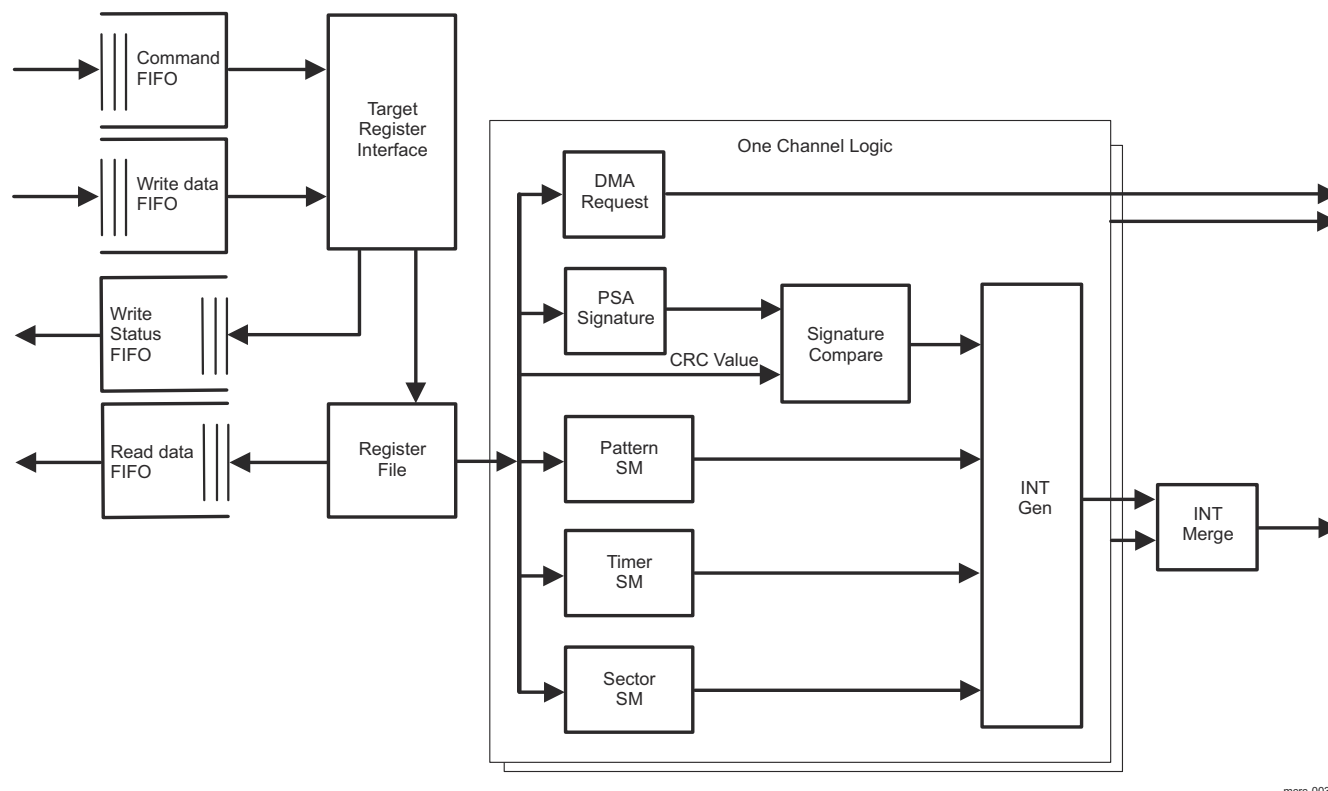 Command
FIFO
Target
Register
Interface
Write data
FIFO
Write
Status
FIFO
Read data
FIFO
Register
File
One Channel Logic
DMA
Request
PSA
Signature
CRC Value
Signature
Compare
Pattern
SM
Timer
SM
Sector
SM
INT
Gen
INT
Merge